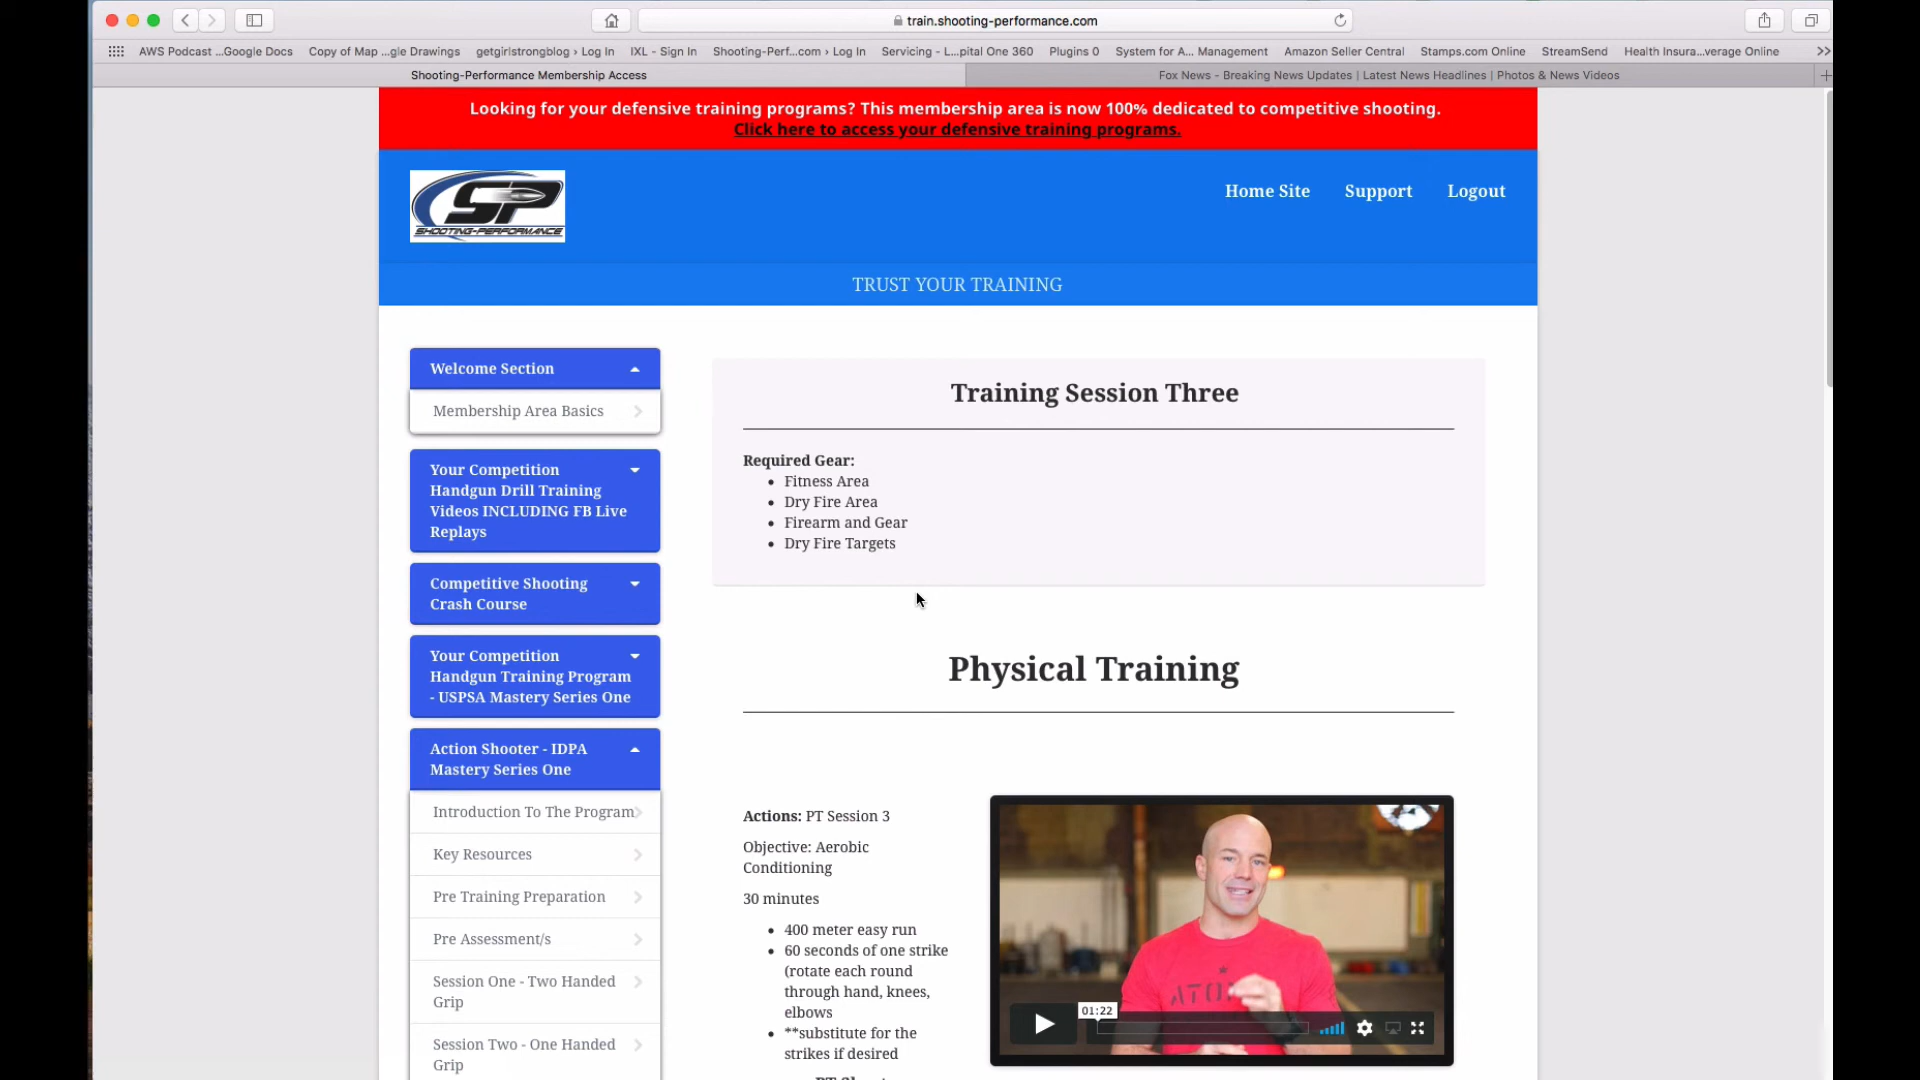 train.shooting-performance.com
AWS Podcast ...Google Docs Copy of Map ...gle Drawings getgirlstrongblog › Log In IXL - Sign In Shooting-Perf...com › Log In Servicing - L...pital One 360 Plugins 0 System for A... Management Amazon Seller Central Stamps.com Online StreamSend Health Insura...verage Online
Shooting-Performance Membership Access Fox News - Breaking News Updates | Latest News Headlines | Photos & News Videos
Looking for your defensive training programs? This membership area is now 100% dedicated to competitive shooting.
Click here to access your defensive training programs.
SP
SHOOTING-PERFORMANCE
Home Site Support Logout
TRUST YOUR TRAINING
Welcome Section
Membership Area Basics
Your Competition
Handgun Drill Training
Videos INCLUDING FB Live
Replays
Competitive Shooting
Crash Course
Your Competition
Handgun Training Program
- USPSA Mastery Series One
Action Shooter - IDPA
Mastery Series One
Introduction To The Program
Key Resources
Pre Training Preparation
Pre Assessment/s
Session One - Two Handed
Grip
Session Two - One Handed
Grip
Training Session Three
Required Gear:
Fitness Area
Dry Fire Area
Firearm and Gear
Dry Fire Targets
Physical Training
Actions: PT Session 3
Objective: Aerobic
Conditioning
30 minutes
400 meter easy run
60 seconds of one strike
(rotate each round
through hand, knees,
elbows
**substitute for the
strikes if desired
01:22